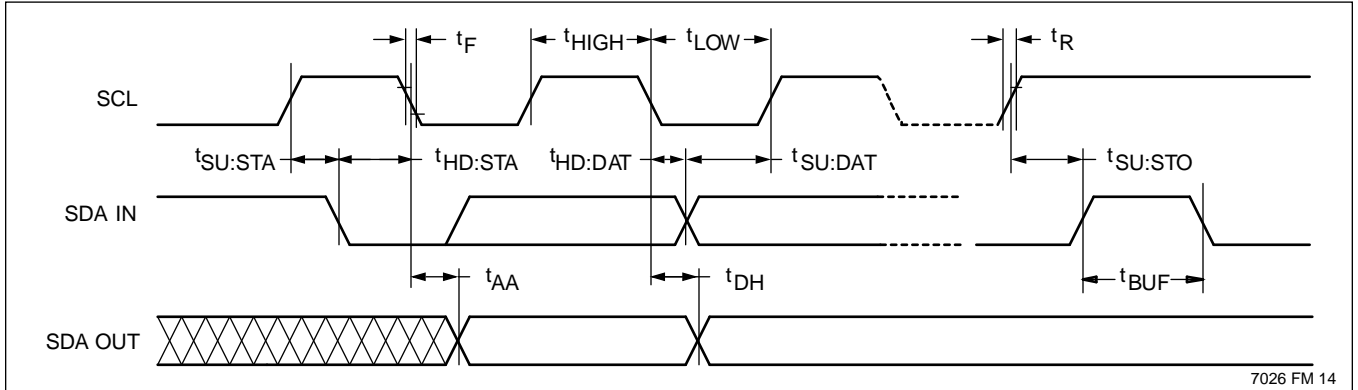 tF
tHIGH
tLOW
tR
SCL
tSU:STA
tHD:STA
tHD:DAT
tSU:DAT
tSU:STO
SDA IN
tAA
tDH
tBUF
SDA OUT
7026 FM 14